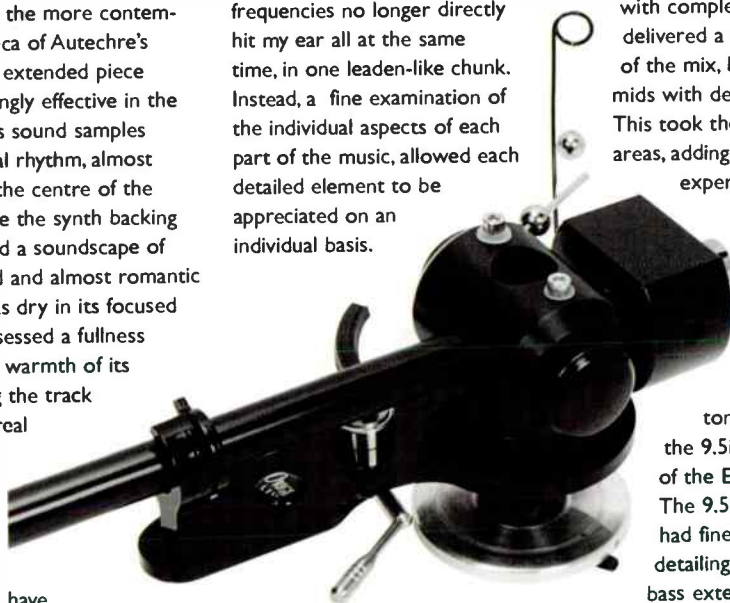 the more contem-
ca of Autechre's
extended piece
ngly effective in the
s sound samples
al rhythm, almost
the centre of the
e the synth backing
d a soundscape of
d and almost romantic
s dry in its focused
sessed a fullness
warmth of its
the track
real
have
frequencies no longer directly
hit my ear all at the same
time, in one leaden-like chunk.
Instead, a fine examination of
the individual aspects of each
part of the music, allowed each
detailed element to be
appreciated on an
individual basis.
with comple
delivered a
of the mix,
mids with de
This took the
areas, adding
exper
tor
the 9.5i
of the E
The 9.5
had fine
detailing
bass exte